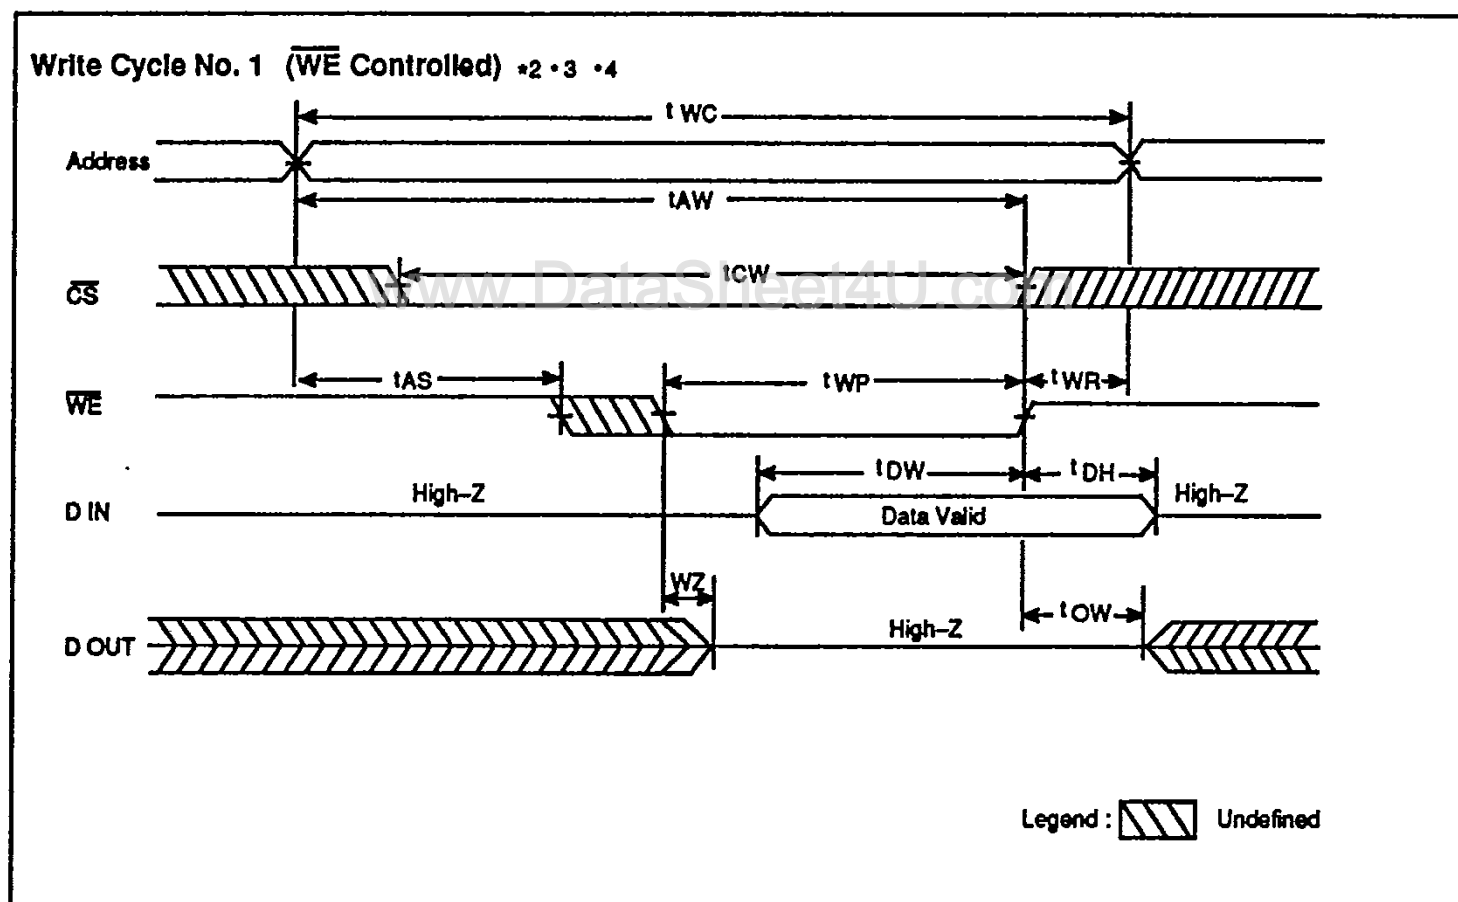 Write Cycle No. 1 (WE Controlled) *2 •3 •4
t WC
Address
tAW
www.DataSheet4U.com
tCW
CS
tAS
t WP
t WR
WE
t DW
t DH
High–Z
High–Z
D IN
Data Valid
WZ
t OW
High–Z
D OUT
Legend : Undefined